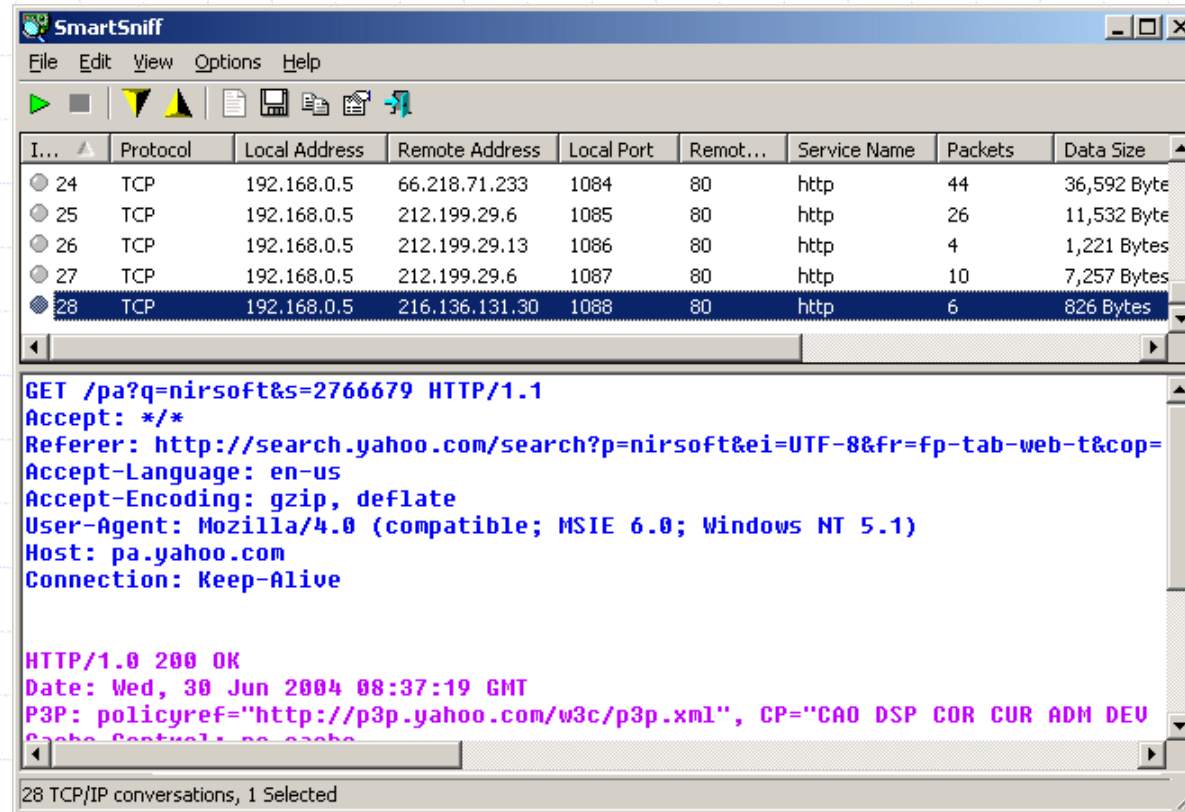 SmartSniff
File Edit View Options Help
I... Protocol Local Address Remote Address Local Port Remot... Service Name Packets Data Size
24 TCP 192.168.0.5 66.218.71.233 1084 80 http 44 36,592 Byte
25 TCP 192.168.0.5 212.199.29.6 1085 80 http 26 11,532 Byte
26 TCP 192.168.0.5 212.199.29.13 1086 80 http 4 1,221 Bytes
27 TCP 192.168.0.5 212.199.29.6 1087 80 http 10 7,257 Bytes
28 TCP 192.168.0.5 216.136.131.30 1088 80 http 6 826 Bytes
GET /pa?q=nirsoft&s=2766679 HTTP/1.1
Accept: */*
Referer: http://search.yahoo.com/search?p=nirsoft&ei=UTF-8&fr=fp-tab-web-t&cop=
Accept-Language: en-us
Accept-Encoding: gzip, deflate
User-Agent: Mozilla/4.0 (compatible; MSIE 6.0; Windows NT 5.1)
Host: pa.yahoo.com
Connection: Keep-Alive
HTTP/1.0 200 OK
Date: Wed, 30 Jun 2004 08:37:19 GMT
P3P: policyref="http://p3p.yahoo.com/w3c/p3p.xml", CP="CAO DSP COR CUR ADM DEV
Cache-Control: no-cache
28 TCP/IP conversations, 1 Selected